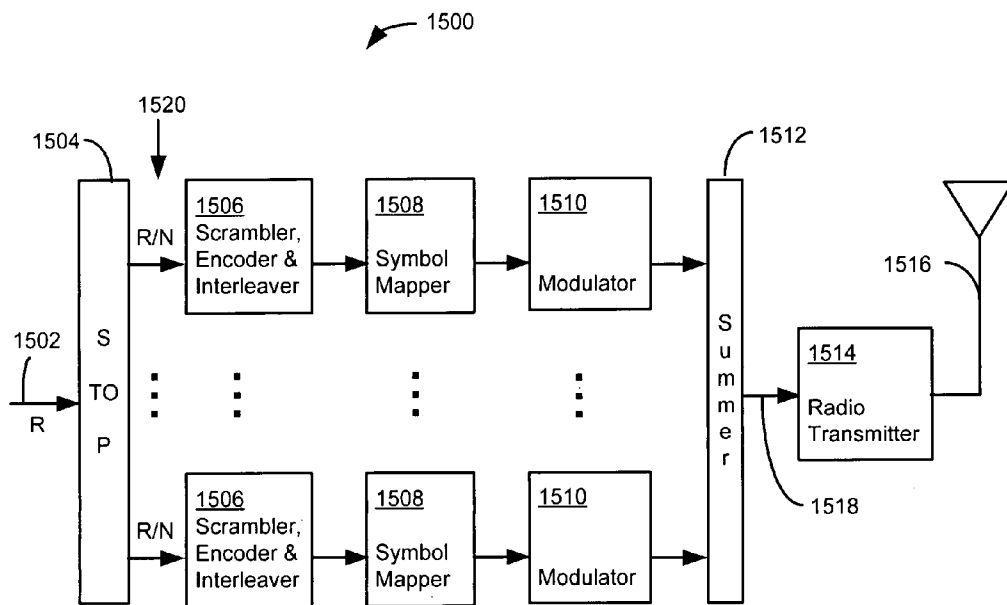 1500
1520
1504
1512
1506
Scrambler,
Encoder &
Interleaver
1508
Symbol
Mapper
1510
Modulator
R/N
1516
1502
R
S
TO
P
Summer
1514
Radio
Transmitter
1518
R/N
1506
Scrambler,
Encoder &
Interleaver
1508
Symbol
Mapper
1510
Modulator